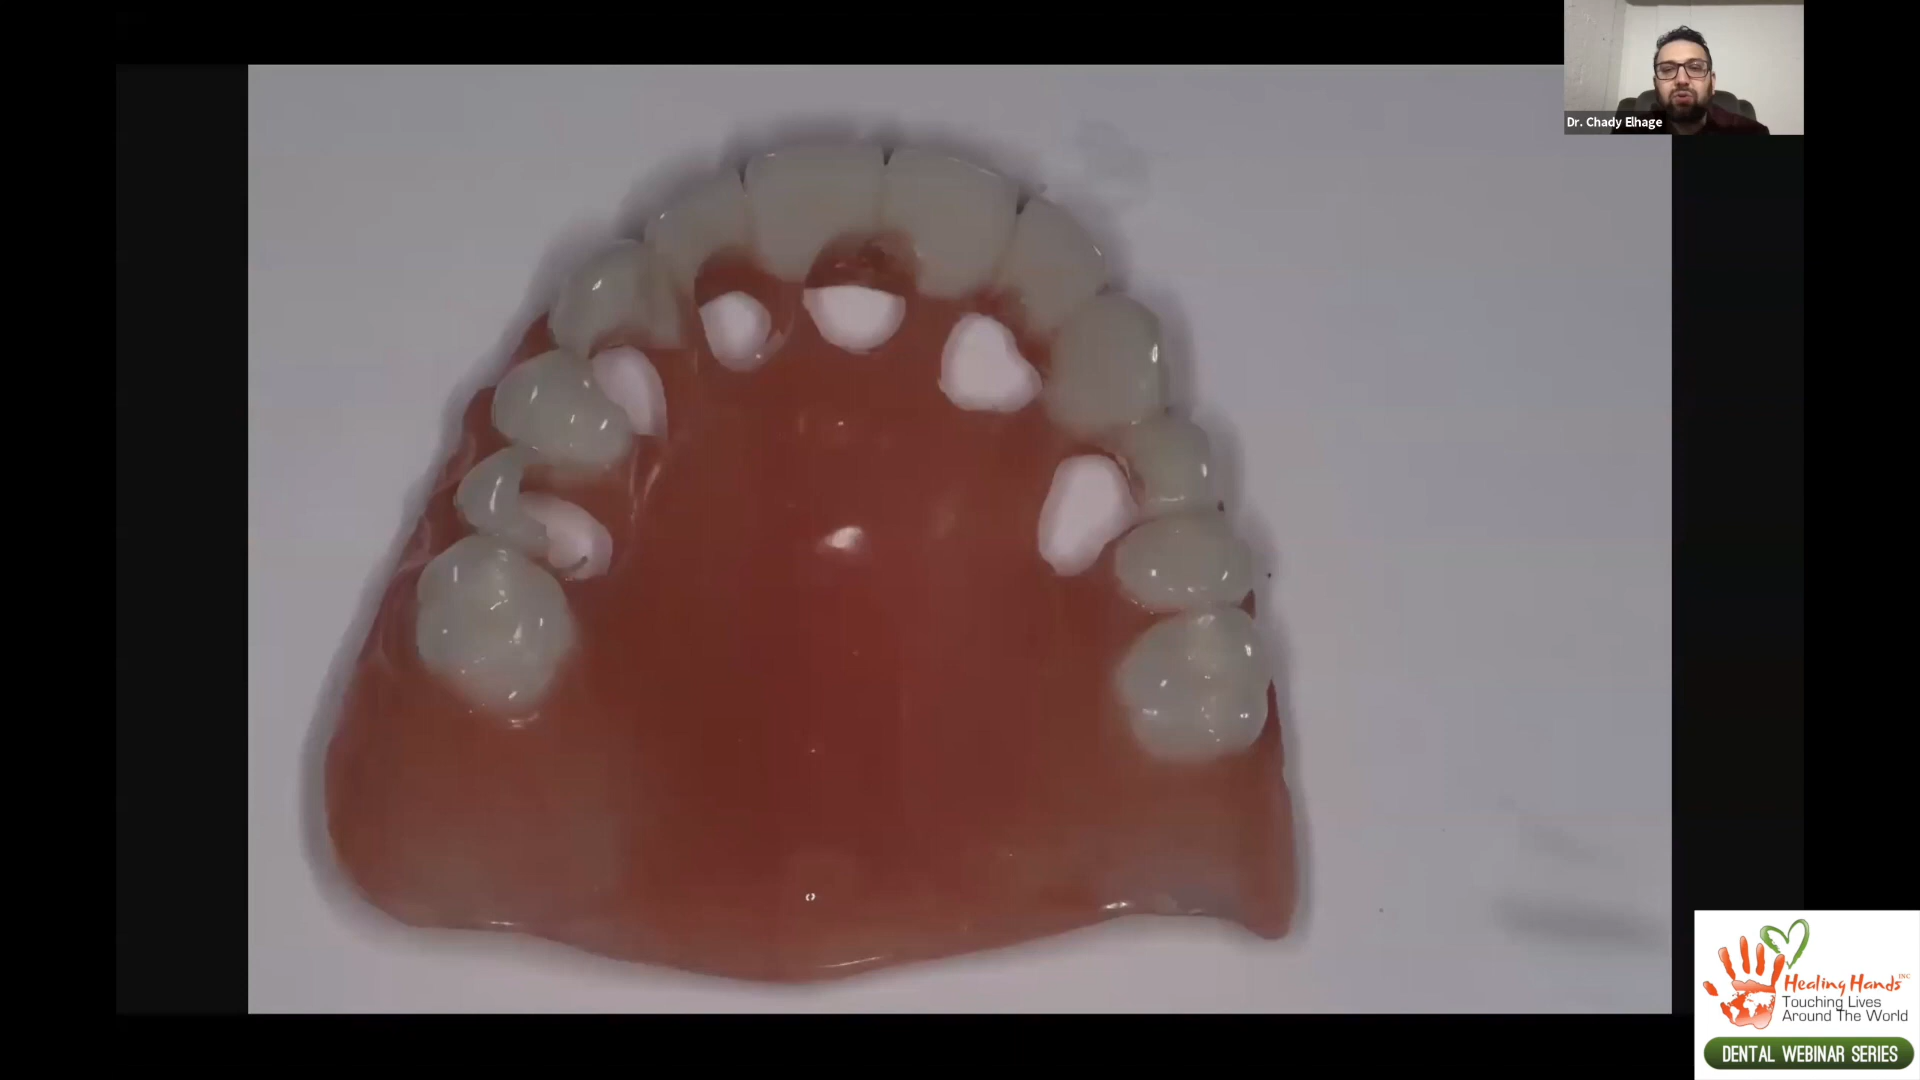 Dr. Chady Elhage
Healing Hands INC
Touching Lives
Around The World
DENTAL WEBINAR SERIES